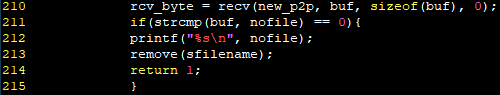 210 rcv_byte = recv(new_p2p, buf, sizeof(buf), 0);
211 if(strcmp(buf, nofile) == 0){
212 printf("%s\n", nofile);
213 remove(sfilename);
214 return 1;
215 }